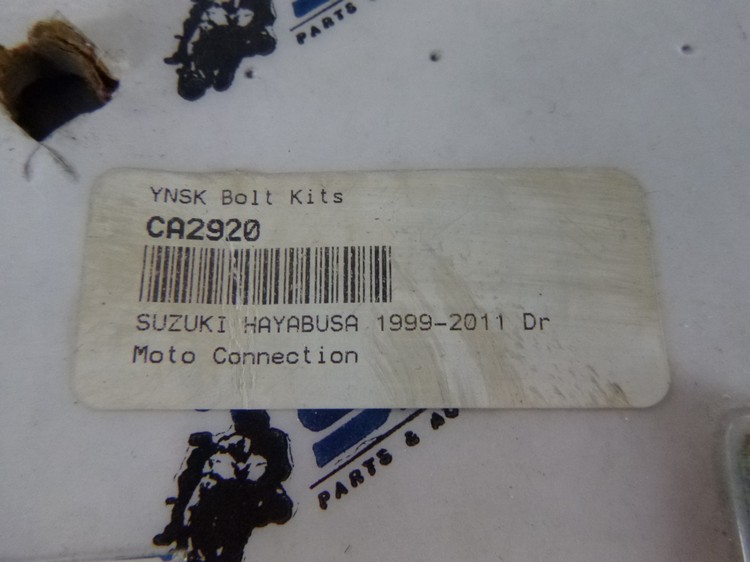 PARTS
YNSK Bolt Kits
CA2920
SUZUKI HAYABUSA 1999-2011 Dr
Moto Connection
PARTS & A